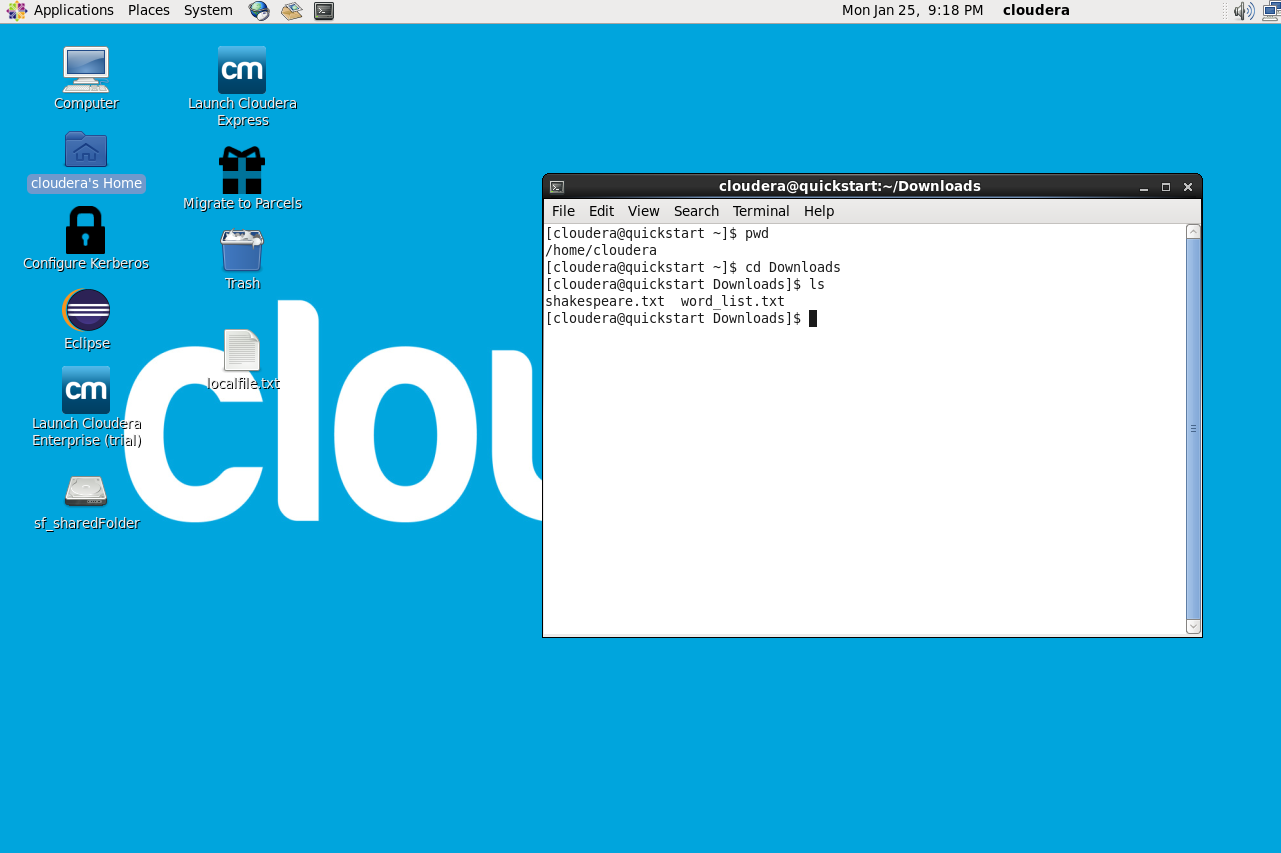 Applications Places System Mon Jan 25, 9:18 PM cloudera
Computer
cloudera's Home
Configure Kerberos
Eclipse
Launch Cloudera
Enterprise (trial)
sf_sharedFolder
cm
Launch Cloudera
Express
Migrate to Parcels
Trash
localfile.txt
cm
clou
cloudera@quickstart:~/Downloads
File Edit View Search Terminal Help
[cloudera@quickstart ~]$ pwd
/home/cloudera
[cloudera@quickstart ~]$ cd Downloads
[cloudera@quickstart Downloads]$ ls
shakespeare.txt  word_list.txt
[cloudera@quickstart Downloads]$